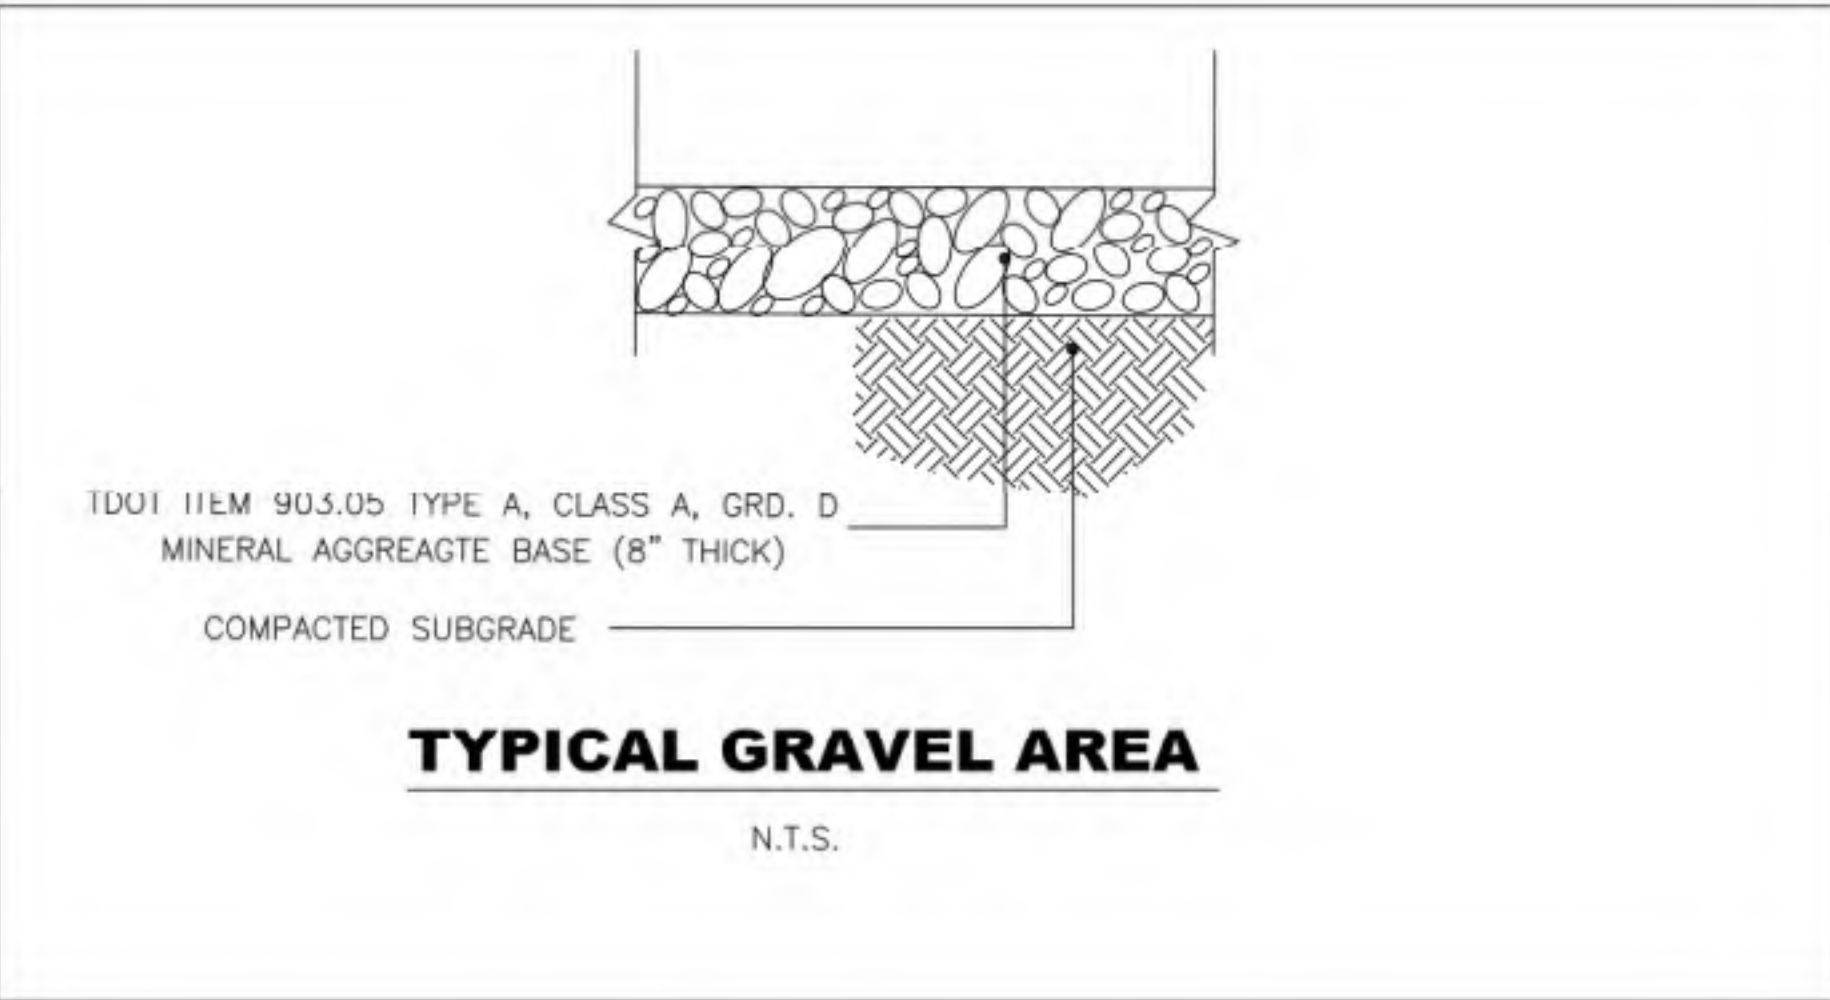 TDOT ITEM 903.05 TYPE A, CLASS A, GRD. D
MINERAL AGGREAGTE BASE (8" THICK)
COMPACTED SUBGRADE
TYPICAL GRAVEL AREA
N.T.S.